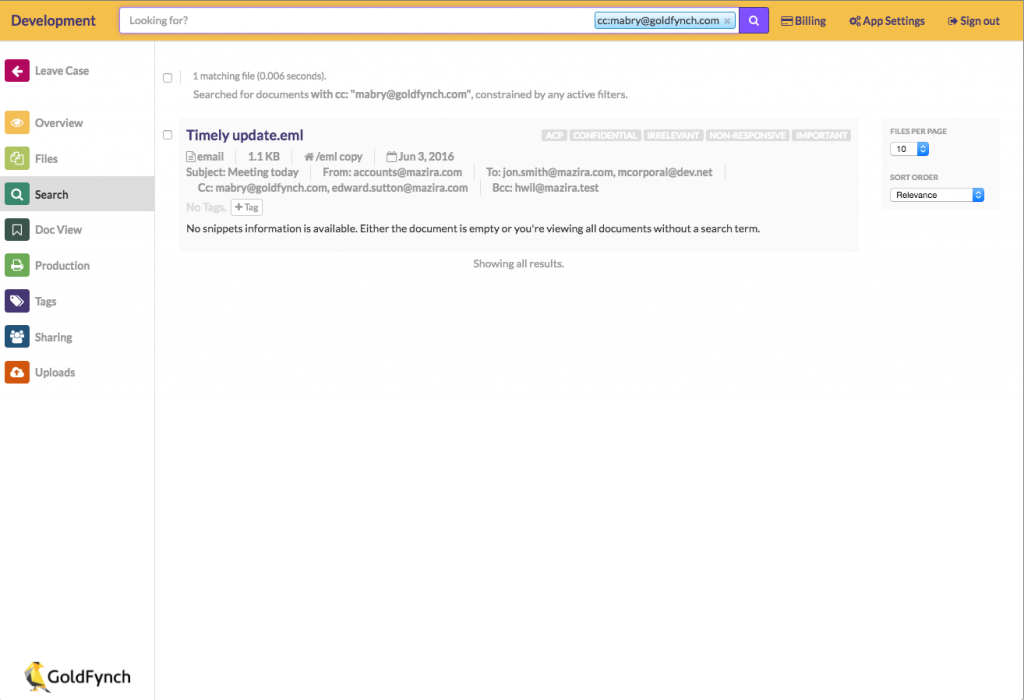 Development
Looking for?
cc:mabry@goldfynch.com ×
Billing
App Settings
Sign out
Leave Case
Overview
Files
Search
Doc View
Production
Tags
Sharing
Uploads
1 matching file (0.006 seconds).
Searched for documents with cc: "mabry@goldfynch.com", constrained by any active filters.
Timely update.eml
ACP CONFIDENTIAL IRRELEVANT NON-RESPONSIVE IMPORTANT
email 1.1 KB /eml copy Jun 3, 2016
Subject: Meeting today From: accounts@mazira.com To: jon.smith@mazira.com, mcorporal@dev.net
Cc: mabry@goldfynch.com, edward.sutton@mazira.com Bcc: hwil@mazira.test
No Tags. + Tag
No snippets information is available. Either the document is empty or you're viewing all documents without a search term.
Showing all results.
FILES PER PAGE
10
SORT ORDER
Relevance
GoldFynch